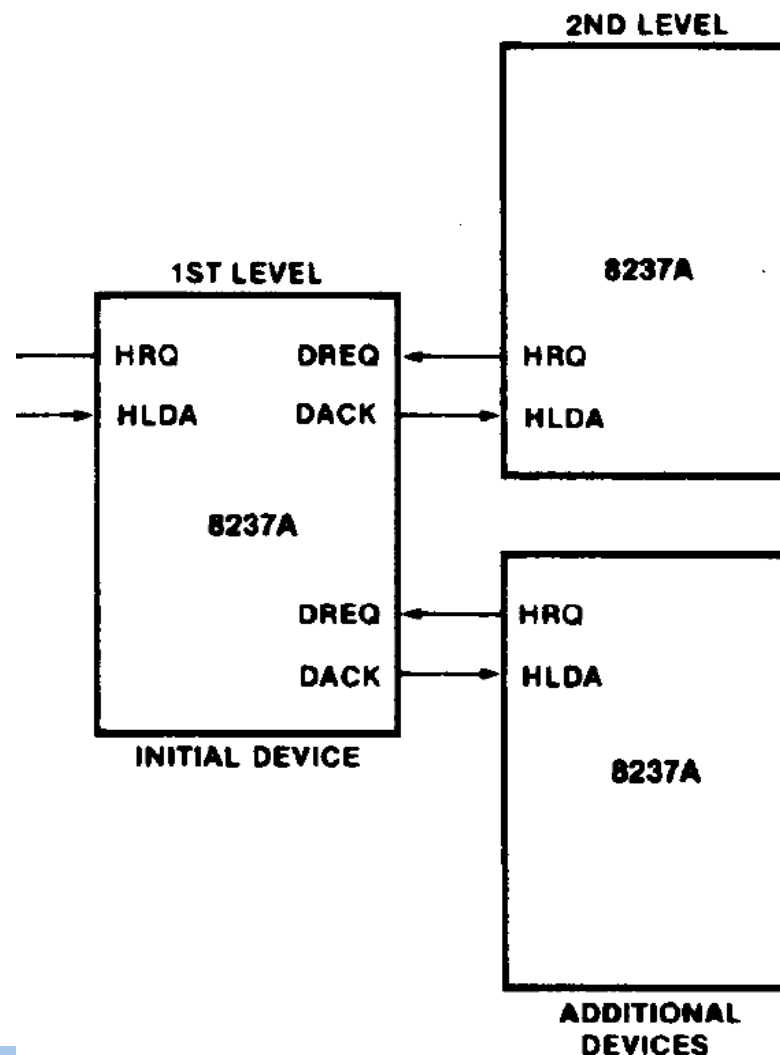 2ND LEVEL
8237A
HRQ
HLDA
1ST LEVEL
HRQ DREQ
HLDA DACK
8237A
DREQ
DACK
INITIAL DEVICE
HRQ
HLDA
8237A
ADDITIONAL
DEVICES